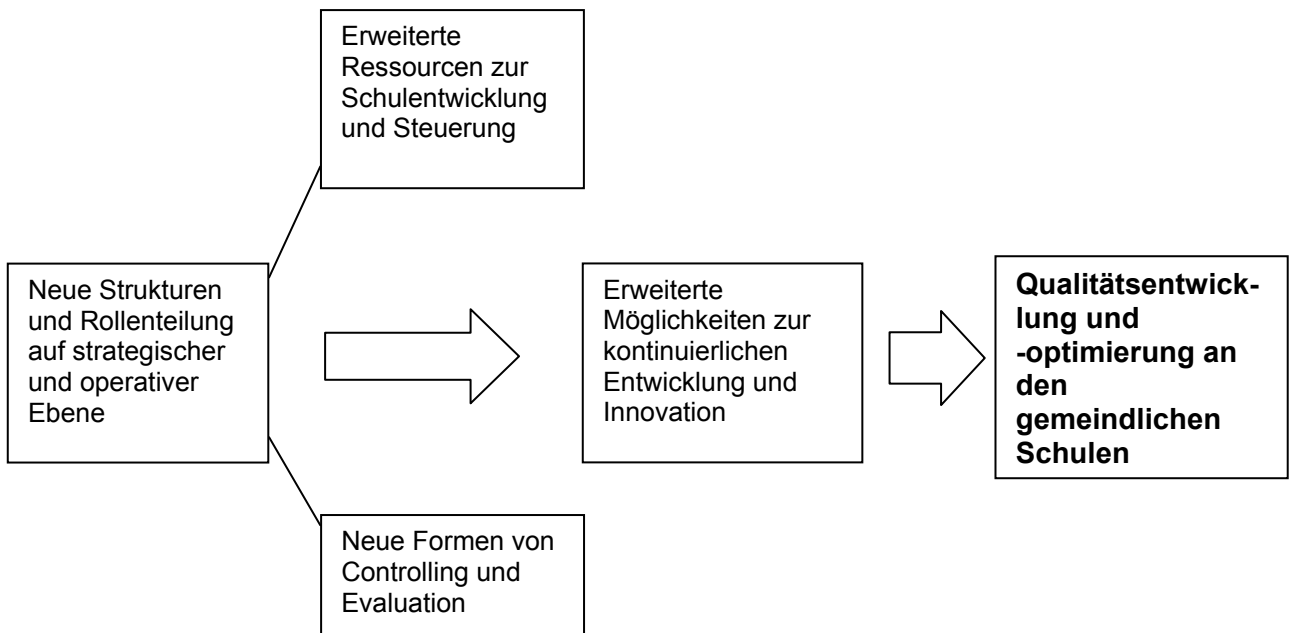 Erweiterte
Ressourcen zur
Schulentwicklung
und Steuerung
Neue Strukturen
und Rollenteilung
auf strategischer
und operativer
Ebene
Erweiterte
Möglichkeiten zur
kontinuierlichen
Entwicklung und
Innovation
Qualitätsentwick-
lung und
-optimierung an
den
gemeindlichen
Schulen
Neue Formen von
Controlling und
Evaluation